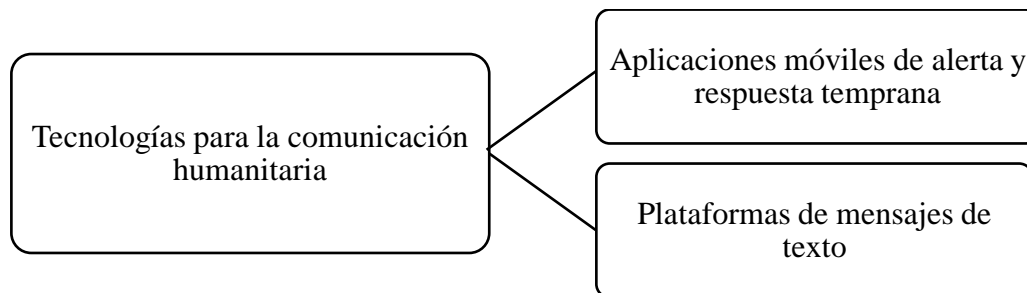 Tecnologías para la comunicación
humanitaria
Aplicaciones móviles de alerta y
respuesta temprana
Plataformas de mensajes de
texto